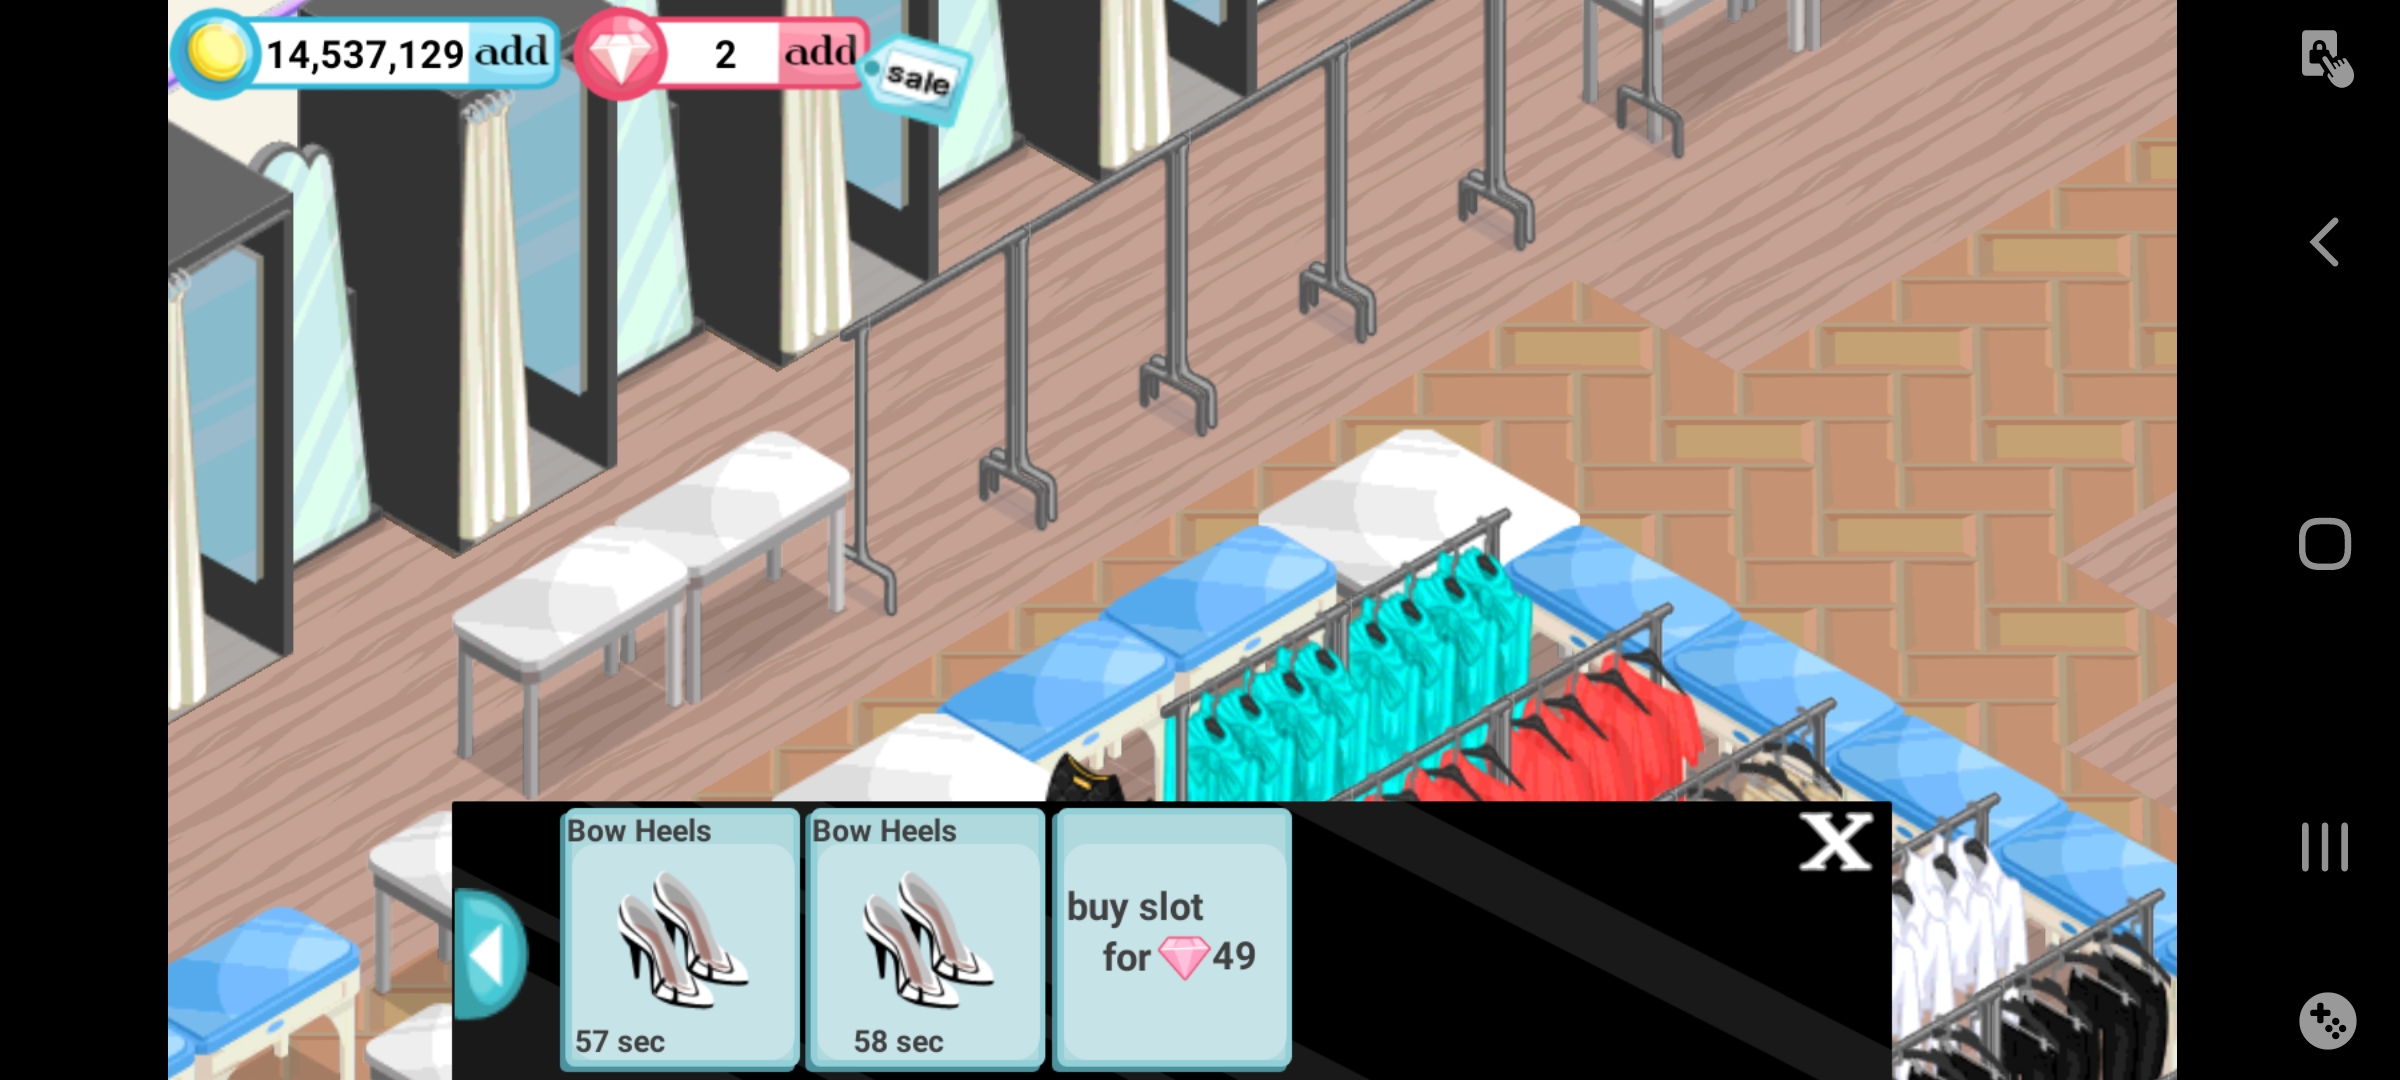 14,537,129 add
2 add
sale
Bow Heels
57 sec
Bow Heels
58 sec
buy slot
for 49
X